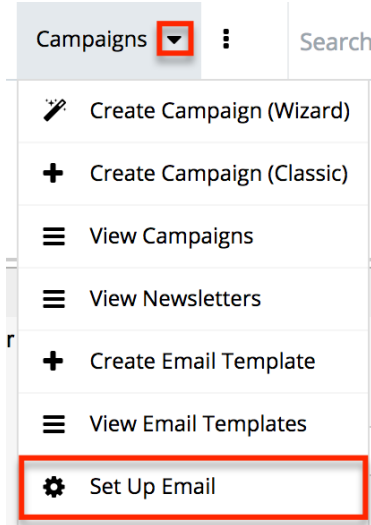 Campaigns
Search
Create Campaign (Wizard)
Create Campaign (Classic)
View Campaigns
View Newsletters
r
Create Email Template
View Email Templates
Set Up Email